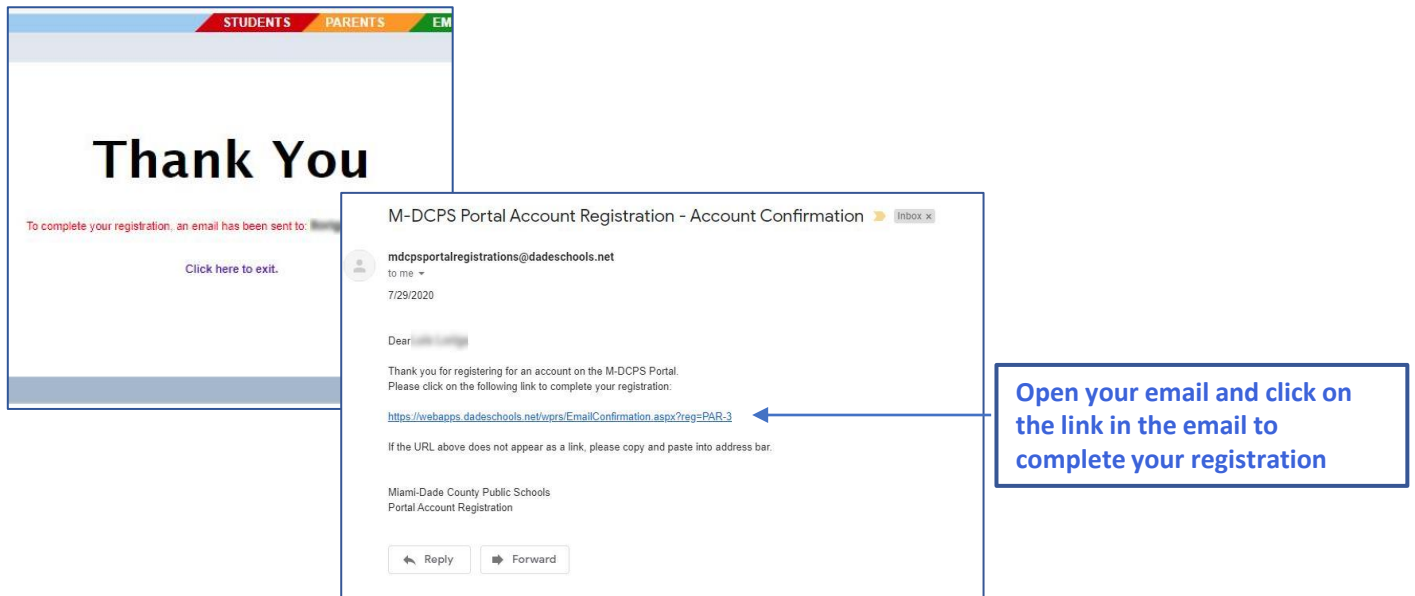 STUDENTS PARENTS EM
Thank You
To complete your registration, an email has been sent to:
Click here to exit.
M-DCPS Portal Account Registration - Account Confirmation Inbox x
mdcpsportalregistrations@dadeschools.net
to me
7/29/2020
Dear
Thank you for registering for an account on the M-DCPS Portal.
Please click on the following link to complete your registration:
https://webapps.dadeschools.net/wprs/EmailConfirmation.aspx?reg=PAR-3
If the URL above does not appear as a link, please copy and paste into address bar.
Miami-Dade County Public Schools
Portal Account Registration
Reply Forward
Open your email and click on
the link in the email to
complete your registration